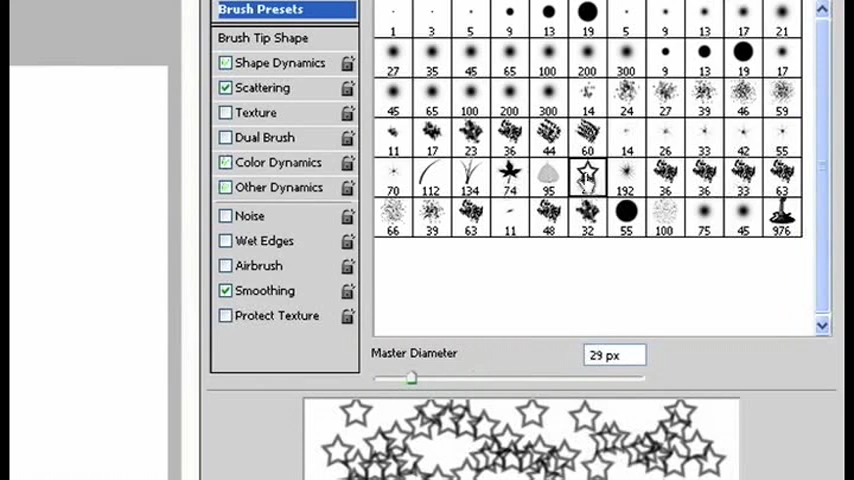 Brush Presets
Brush Tip Shape
Shape Dynamics
Scattering
Texture
Dual Brush
Color Dynamics
Other Dynamics
Noise
Wet Edges
Airbrush
Smoothing
Protect Texture
1 3 5 9 13 19 5 9 13 17 21
27 35 45 65 100 200 300 9 13 19 17
45 65 100 200 300 14 24 27 39 46 59
11 17 23 36 44 60 14 26 33 42 55
70 112 134 74 95 192 36 36 33 63
66 39 63 11 48 32 55 100 75 45 976
Master Diameter
29 px